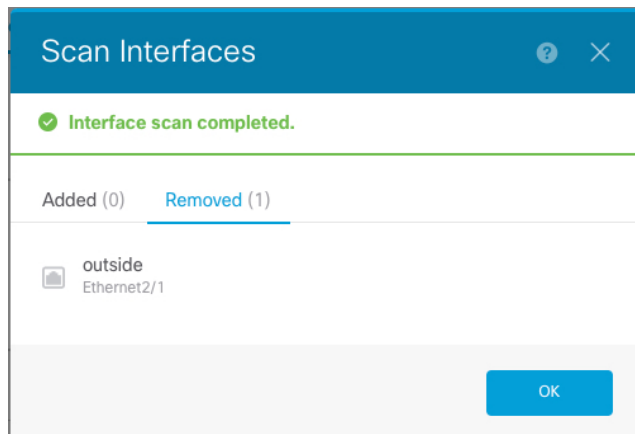 Scan Interfaces
Interface scan completed.
Added (0) Removed (1)
outside
Ethernet2/1
OK